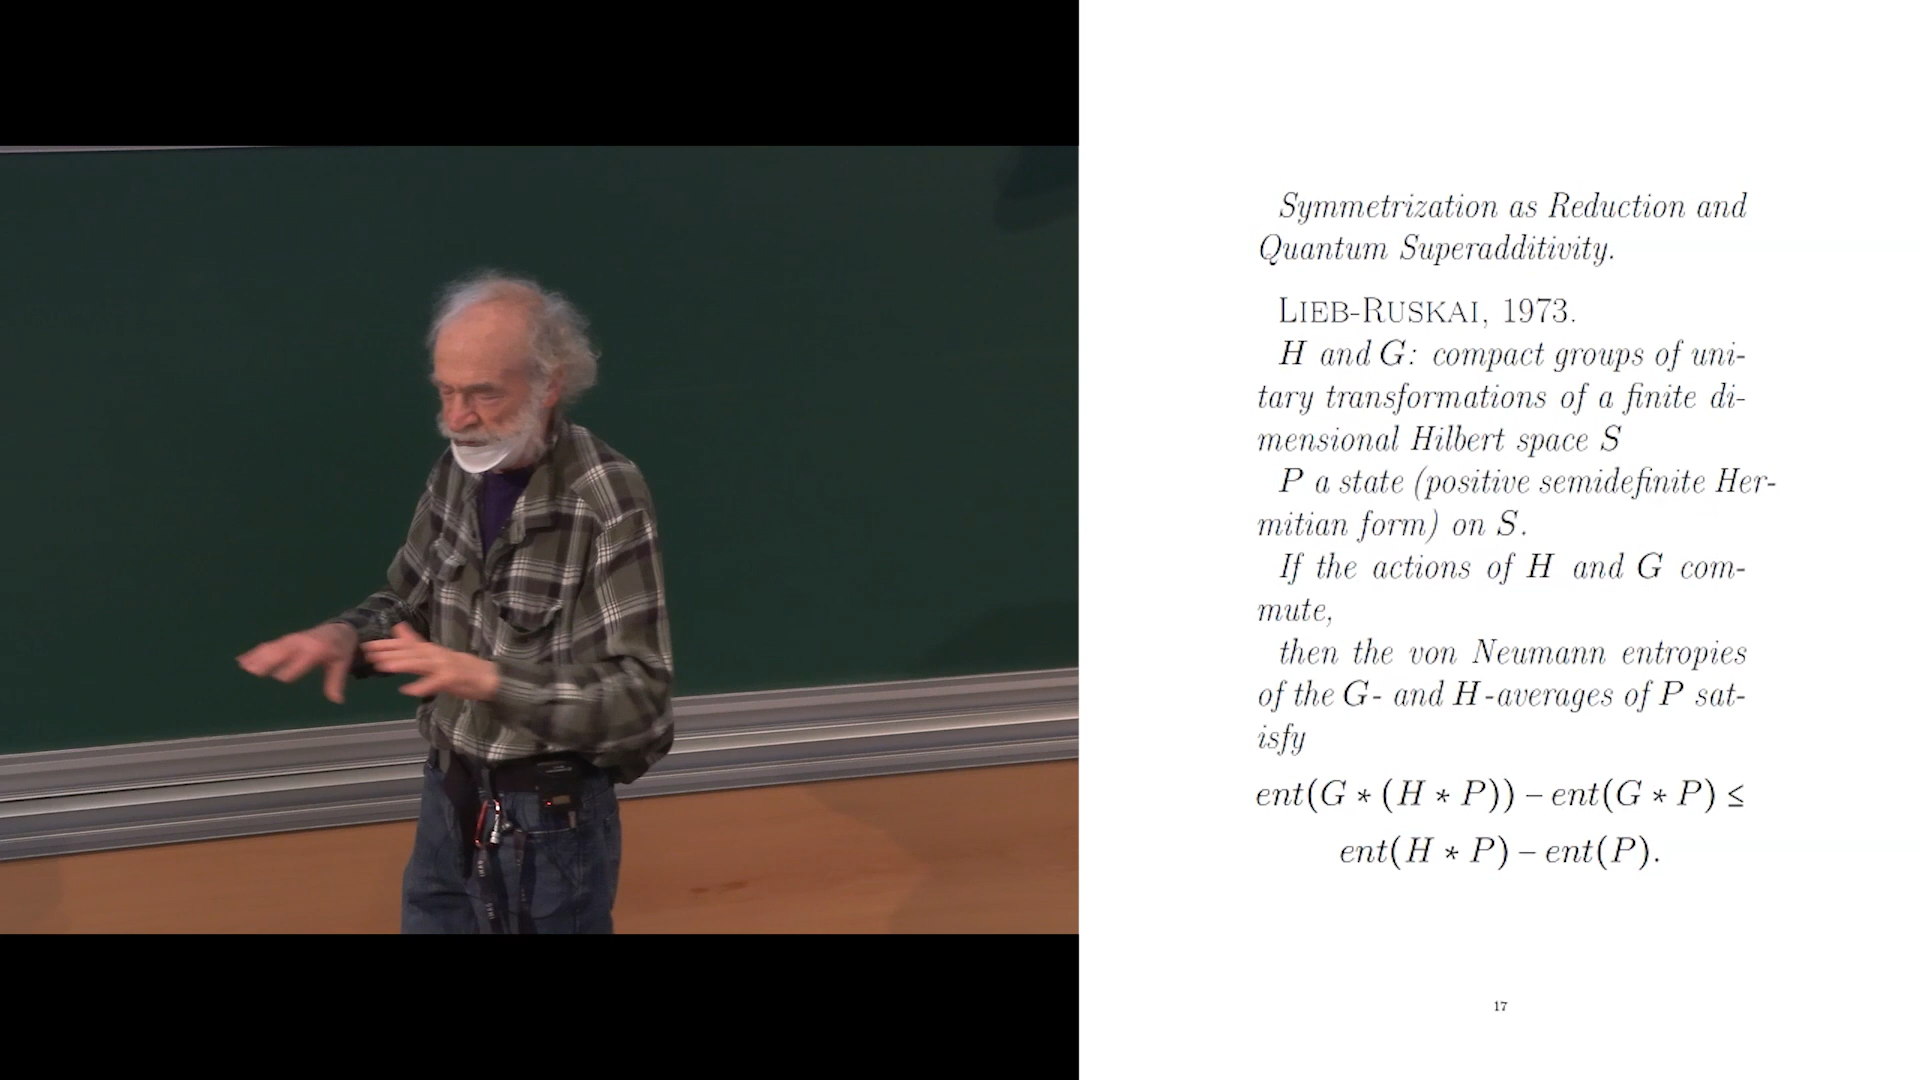 Symmetrization as Reduction and
Quantum Superadditivity.
LIEB-RUSKAI, 1973.
H and G: compact groups of uni-
tary transformations of a finite di-
mensional Hilbert space S
P a state (positive semidefinite Her-
mitian form) on S.
If the actions of H and G com-
mute,
then the von Neumann entropies
of the G- and H-averages of P sat-
isfy
ent(G ⋆ (H ⋆ P)) − ent(G ⋆ P) ≤
ent(H ⋆ P) − ent(P).
17